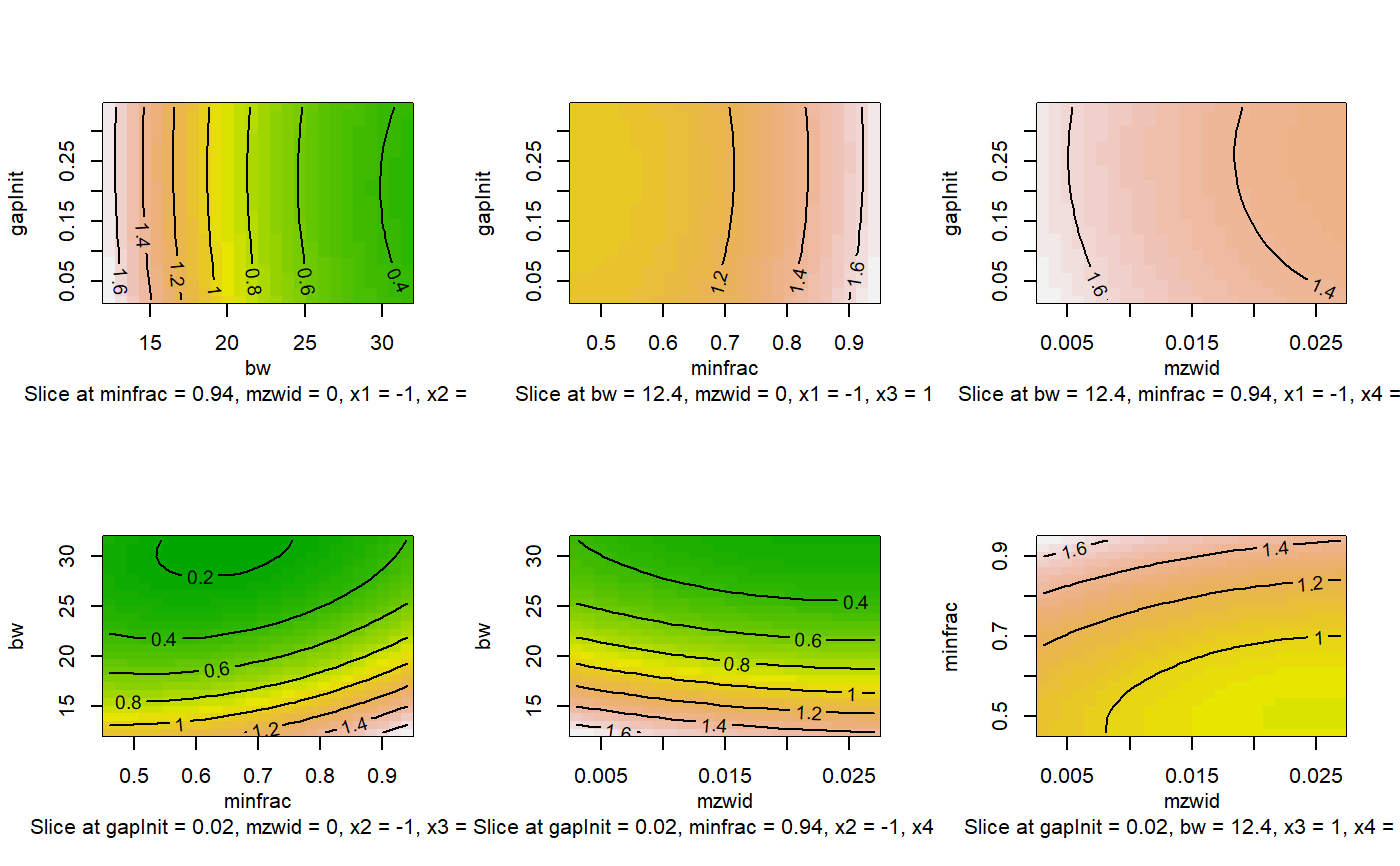 gapInit
0.05 0.15 0.25
1.6 1.4 1.2 1 0.8 0.6 0.4
15 20 25 30
bw
Slice at minfrac = 0.94, mzwid = 0, x1 = -1, x2 =
gapInit
0.05 0.15 0.25
1.2 1.4 1.6
0.5 0.6 0.7 0.8 0.9
minfrac
Slice at bw = 12.4, mzwid = 0, x1 = -1, x3 = 1
gapInit
0.05 0.15 0.25
1.6 1.4
0.005 0.015 0.025
mzwid
Slice at bw = 12.4, minfrac = 0.94, x1 = -1, x4 =
bw
15 20 25 30
0.2 0.4 0.6 0.8 1 1.2 1.4
0.5 0.6 0.7 0.8 0.9
minfrac
Slice at gapInit = 0.02, mzwid = 0, x2 = -1, x3 =
bw
15 20 25 30
0.4 0.6 0.8 1 1.2 1.4 1.6
0.005 0.015 0.025
mzwid
Slice at gapInit = 0.02, minfrac = 0.94, x2 = -1, x4
minfrac
0.5 0.7 0.9
1.6 1.4 1.2 1
0.005 0.015 0.025
mzwid
Slice at gapInit = 0.02, bw = 12.4, x3 = 1, x4 =